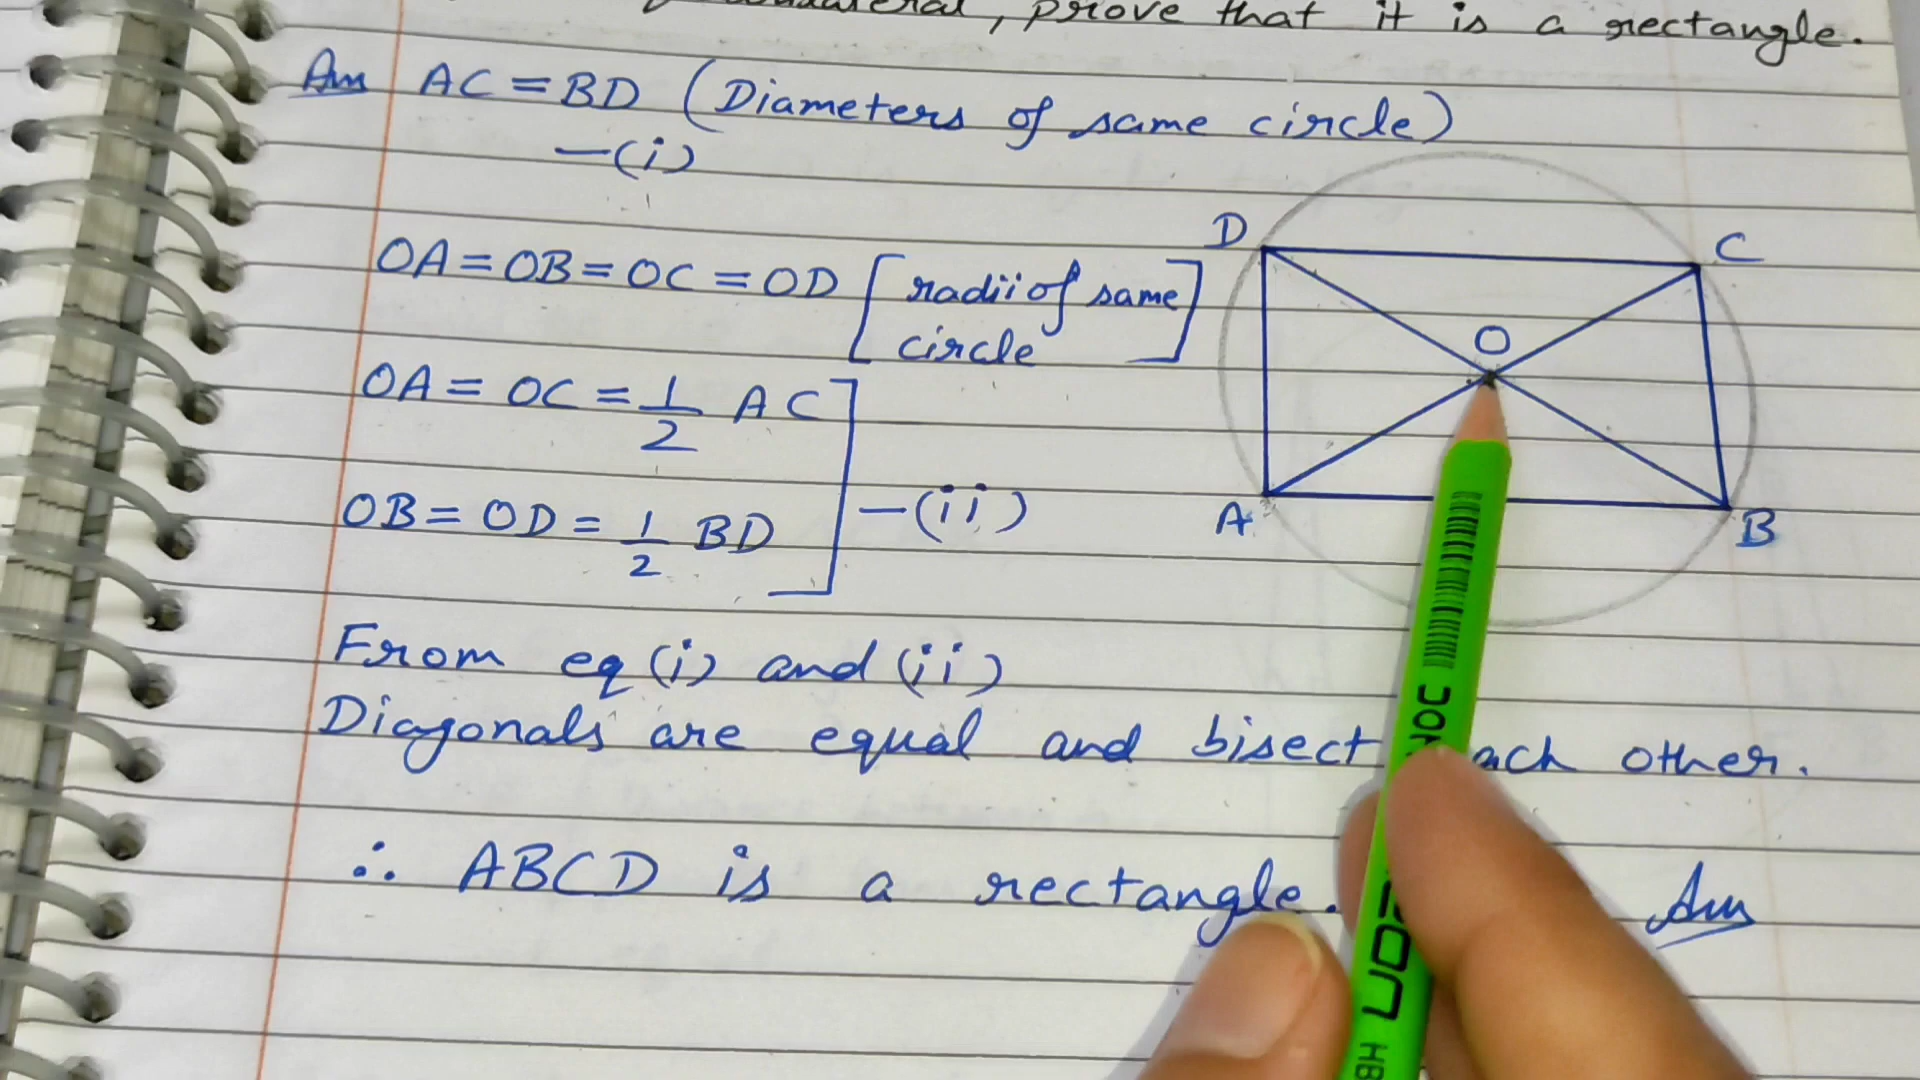 quadrilateral, prove that it is a rectangle.
Ans AC = BD (Diameters of same circle)
—(i)
OA = OB = OC = OD [radii of same
circle]
OA = OC = 1/2 AC
OB = OD = 1/2 BD ] —(ii)
D
C
O
A
B
From eq (i) and (ii)
Diagonals are equal and bisect each other.
∴ ABCD is a rectangle.
Ans
HB